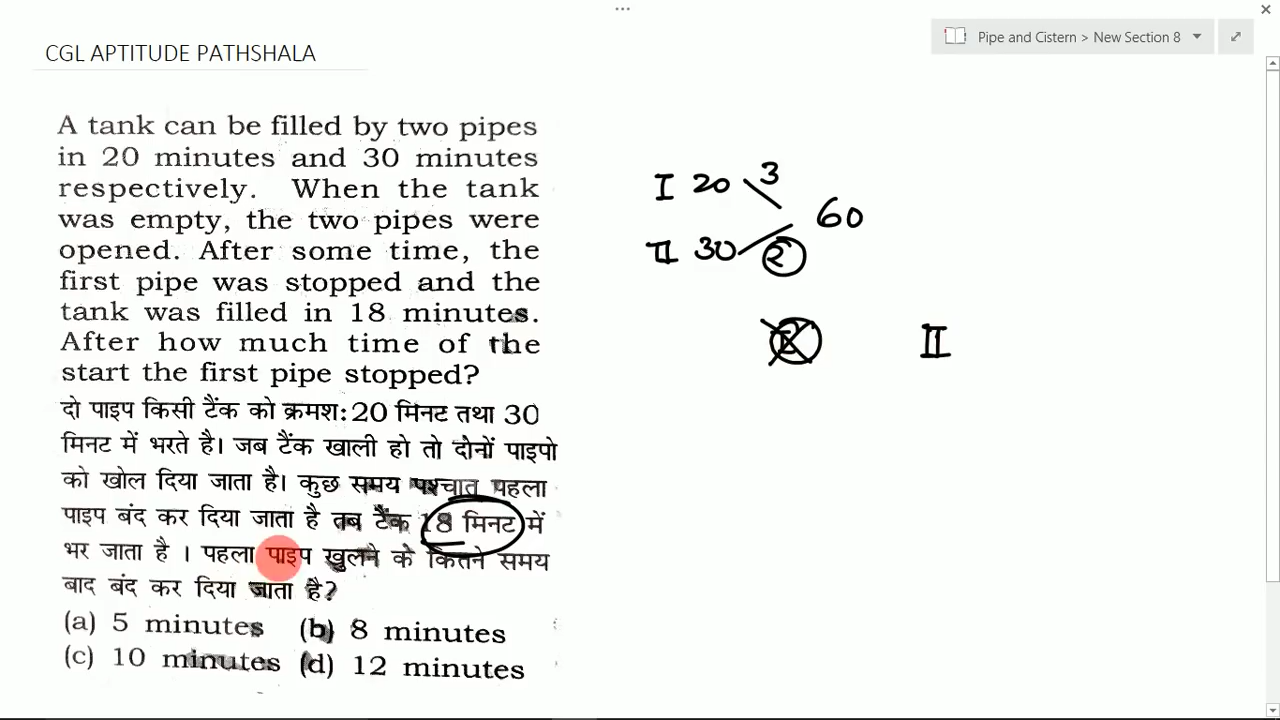 CGL APTITUDE PATHSHALA
Pipe and Cistern > New Section 8
A tank can be filled by two pipes
in 20 minutes and 30 minutes
respectively. When the tank
was empty, the two pipes were
opened. After some time, the
first pipe was stopped and the
tank was filled in 18 minutes.
After how much time of the
start the first pipe stopped?
दो पाइप किसी टैंक को क्रमश: 20 मिनट तथा 30
मिनट में भरते है। जब टैंक खाली हो तो दोनों पाइपो
को खोल दिया जाता है। कुछ समय पश्चात् पहला
पाइप बंद कर दिया जाता है तब टैंक 18 मिनट में
भर जाता है । पहला पाइप खुलने के कितने समय
बाद बंद कर दिया जाता है?
(a) 5 minutes (b) 8 minutes
(c) 10 minutes (d) 12 minutes
I 20 3
60
II 30 2
II